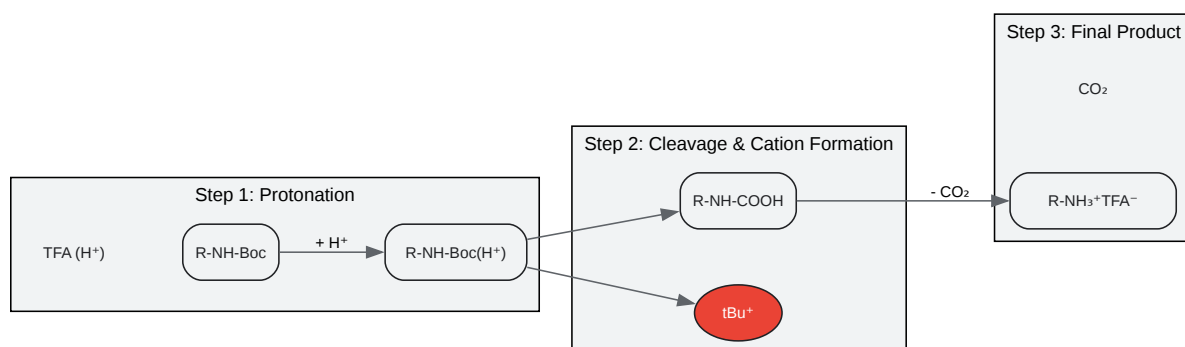 Step 1: Protonation
TFA (H⁺)
R-NH-Boc
+ H⁺
R-NH-Boc(H⁺)
Step 2: Cleavage & Cation Formation
R-NH-COOH
tBu⁺
- CO₂
Step 3: Final Product
CO₂
R-NH₃⁺TFA⁻